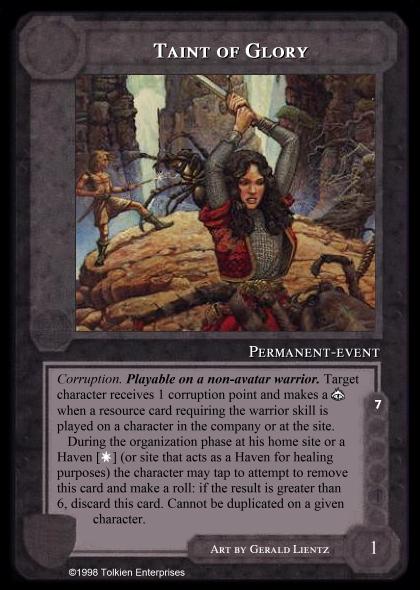 Taint of Glory
Permanent-event
Corruption. Playable on a non-avatar warrior. Target
character receives 1 corruption point and makes a
when a resource card requiring the warrior skill is
played on a character in the company or at the site.
During the organization phase at his home site or a
Haven [ ] (or site that acts as a Haven for healing
purposes) the character may tap to attempt to remove
this card and make a roll: if the result is greater than
6, discard this card. Cannot be duplicated on a given
character.
7
Art by Gerald Lientz
1
©1998 Tolkien Enterprises